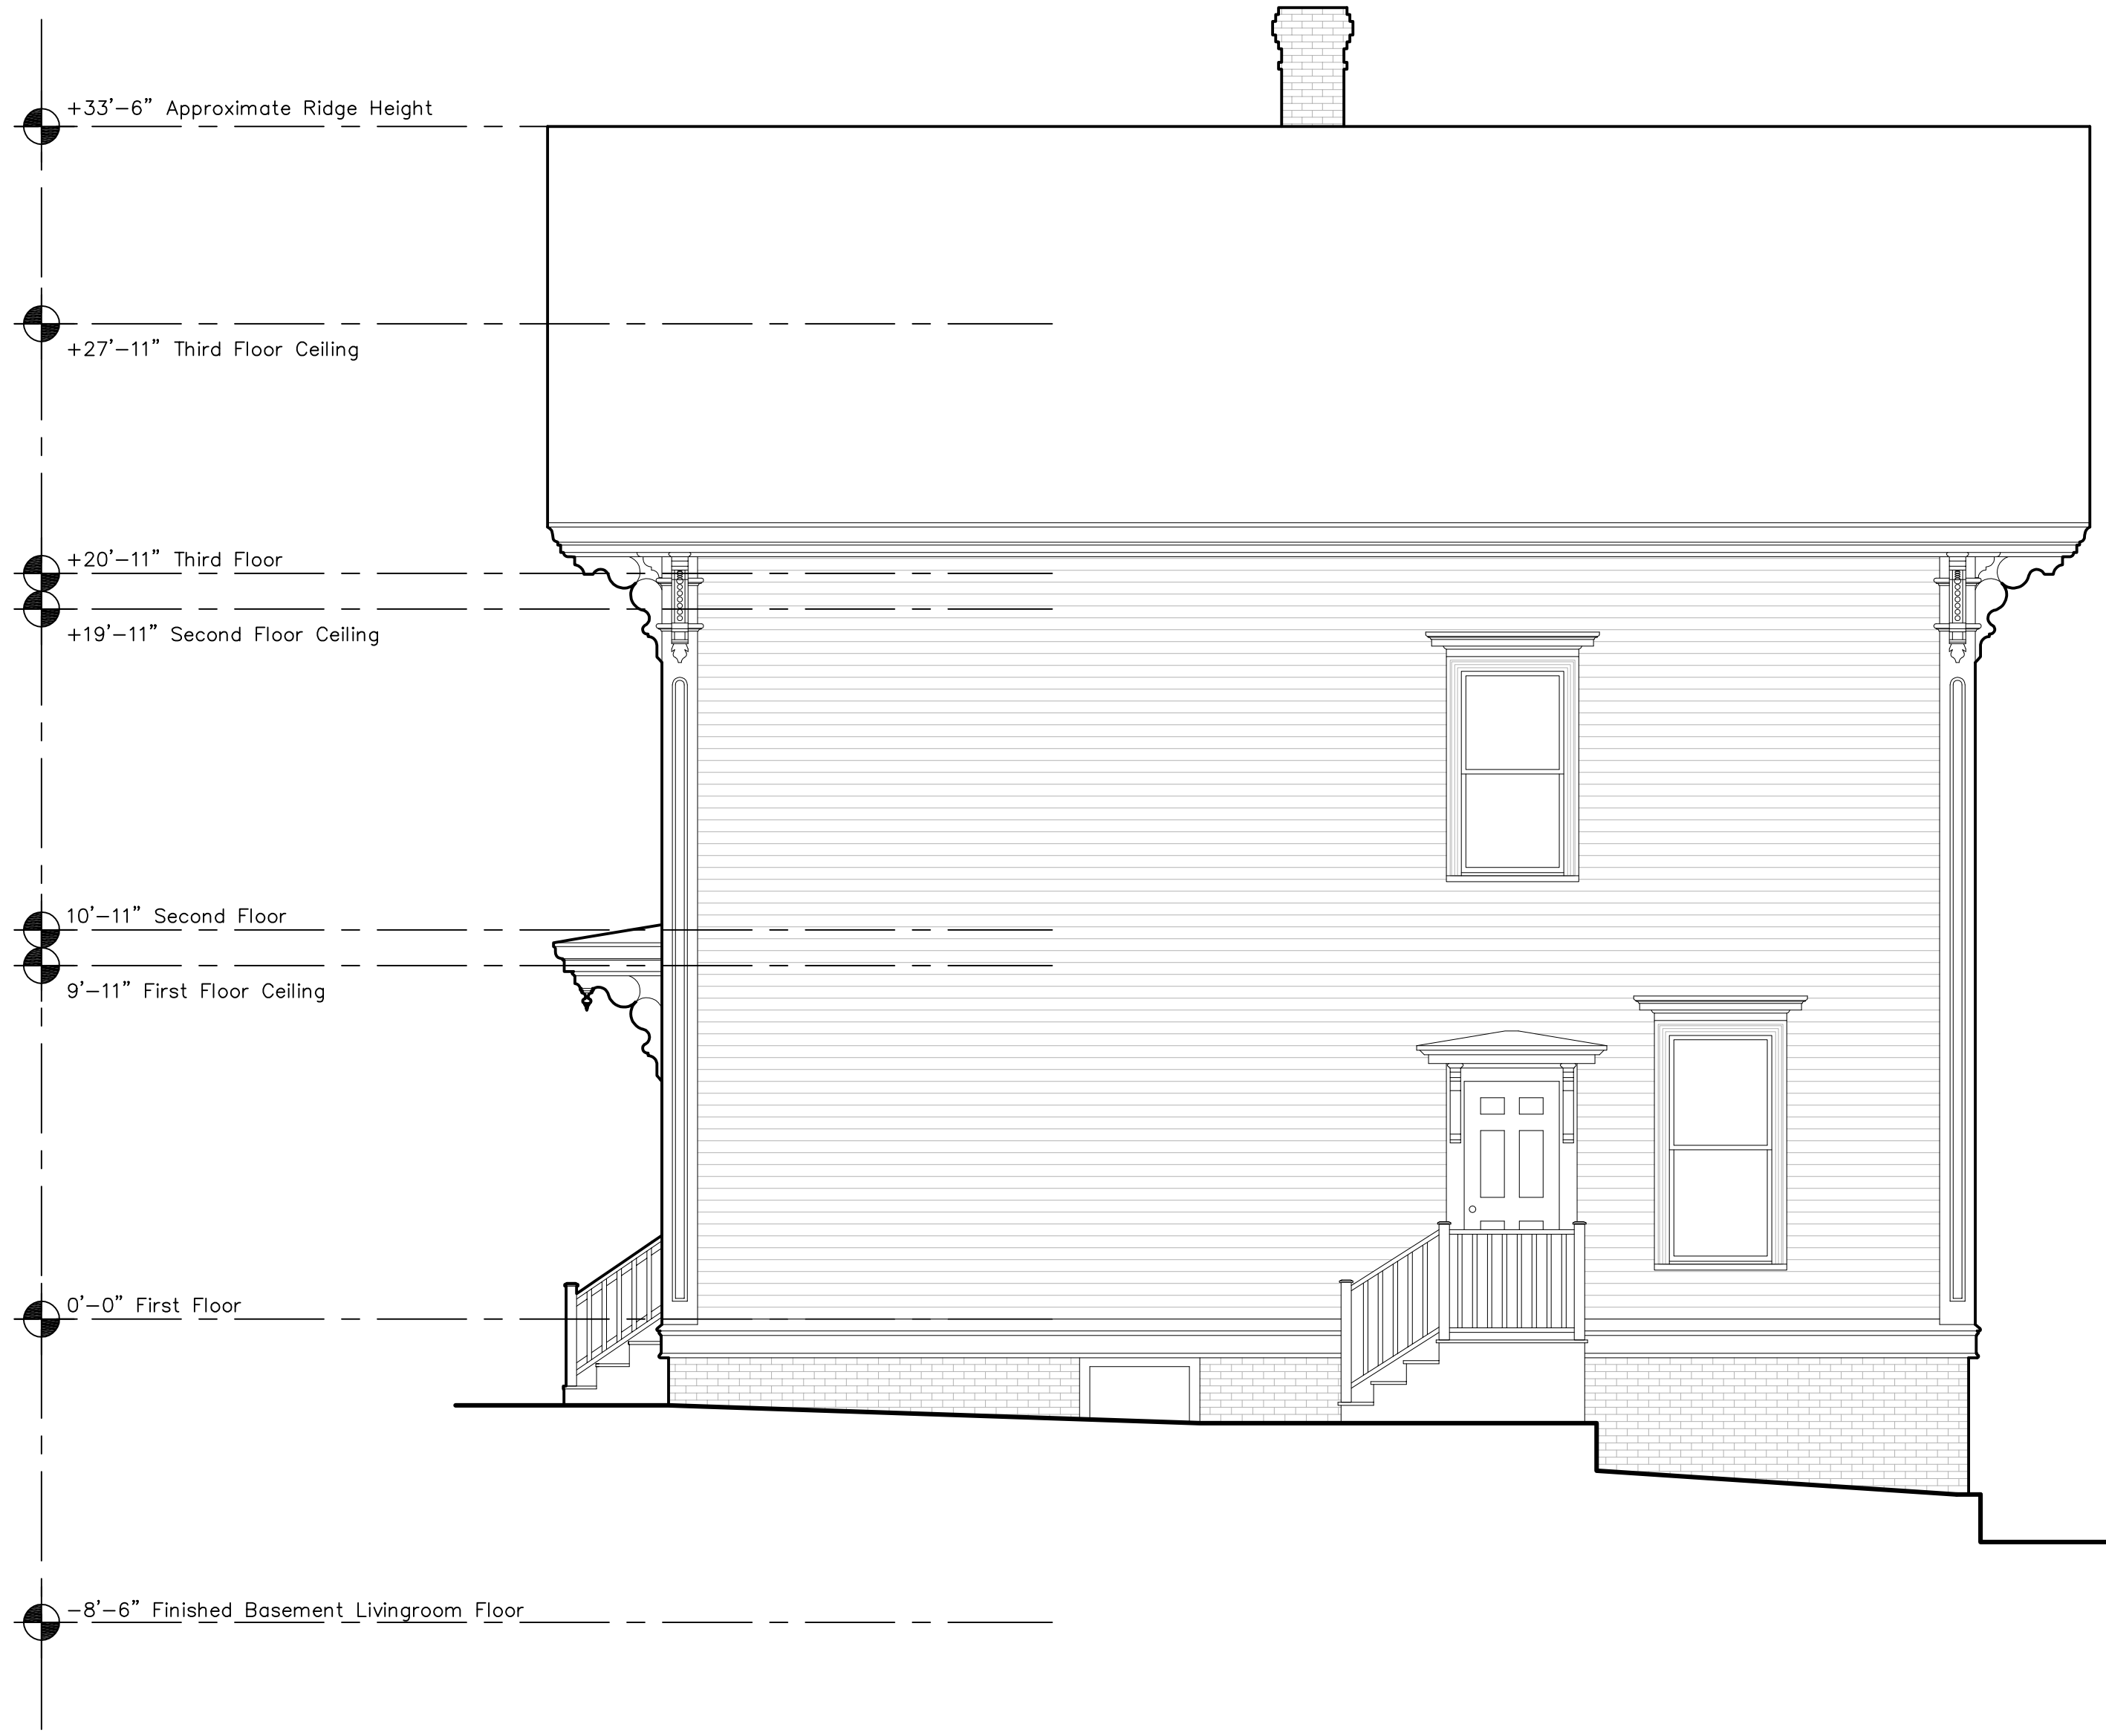 +33’-6” Approximate Ridge Height
+27’-11” Third Floor Ceiling
+20’-11” Third Floor
+19’-11” Second Floor Ceiling
10’-11” Second Floor
9’-11” First Floor Ceiling
0’-0” First Floor
-8’-6” Finished Basement Livingroom Floor